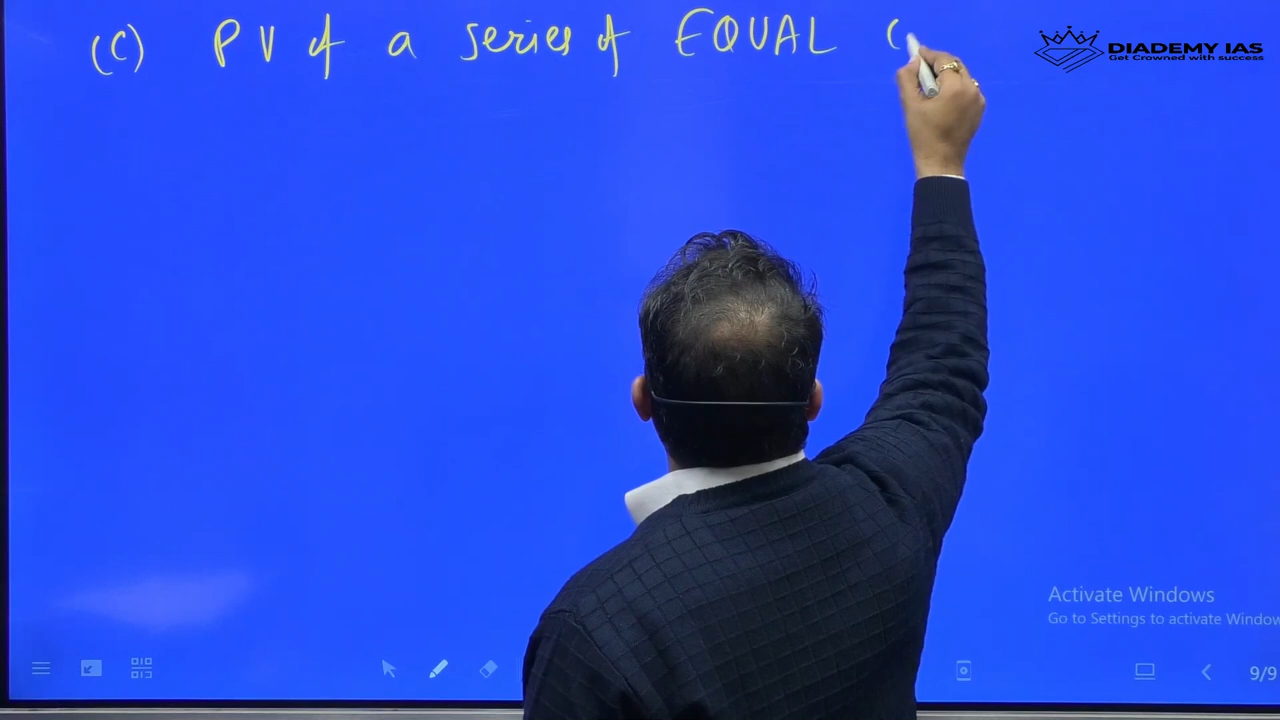 (C) PV of a series of EQUAL C
DIADEMY IAS
Get Crowned with success
Activate Windows
Go to Settings to activate Window
9/9